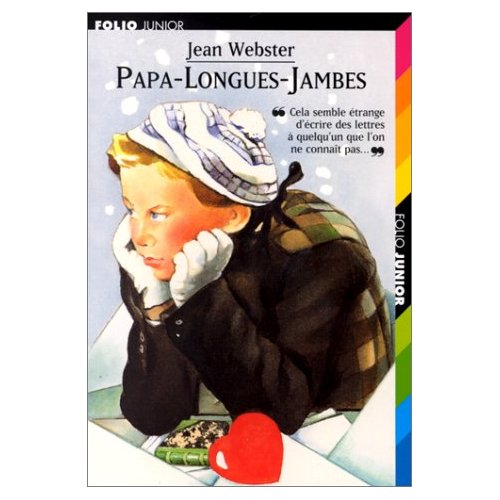 FOLIO JUNIOR
Jean Webster
PAPA-LONGUES-JAMBES
❝ Cela semble étrange
d'écrire des lettres
à quelqu'un que l'on
ne connaît pas... ❞
FOLIO JUNIOR